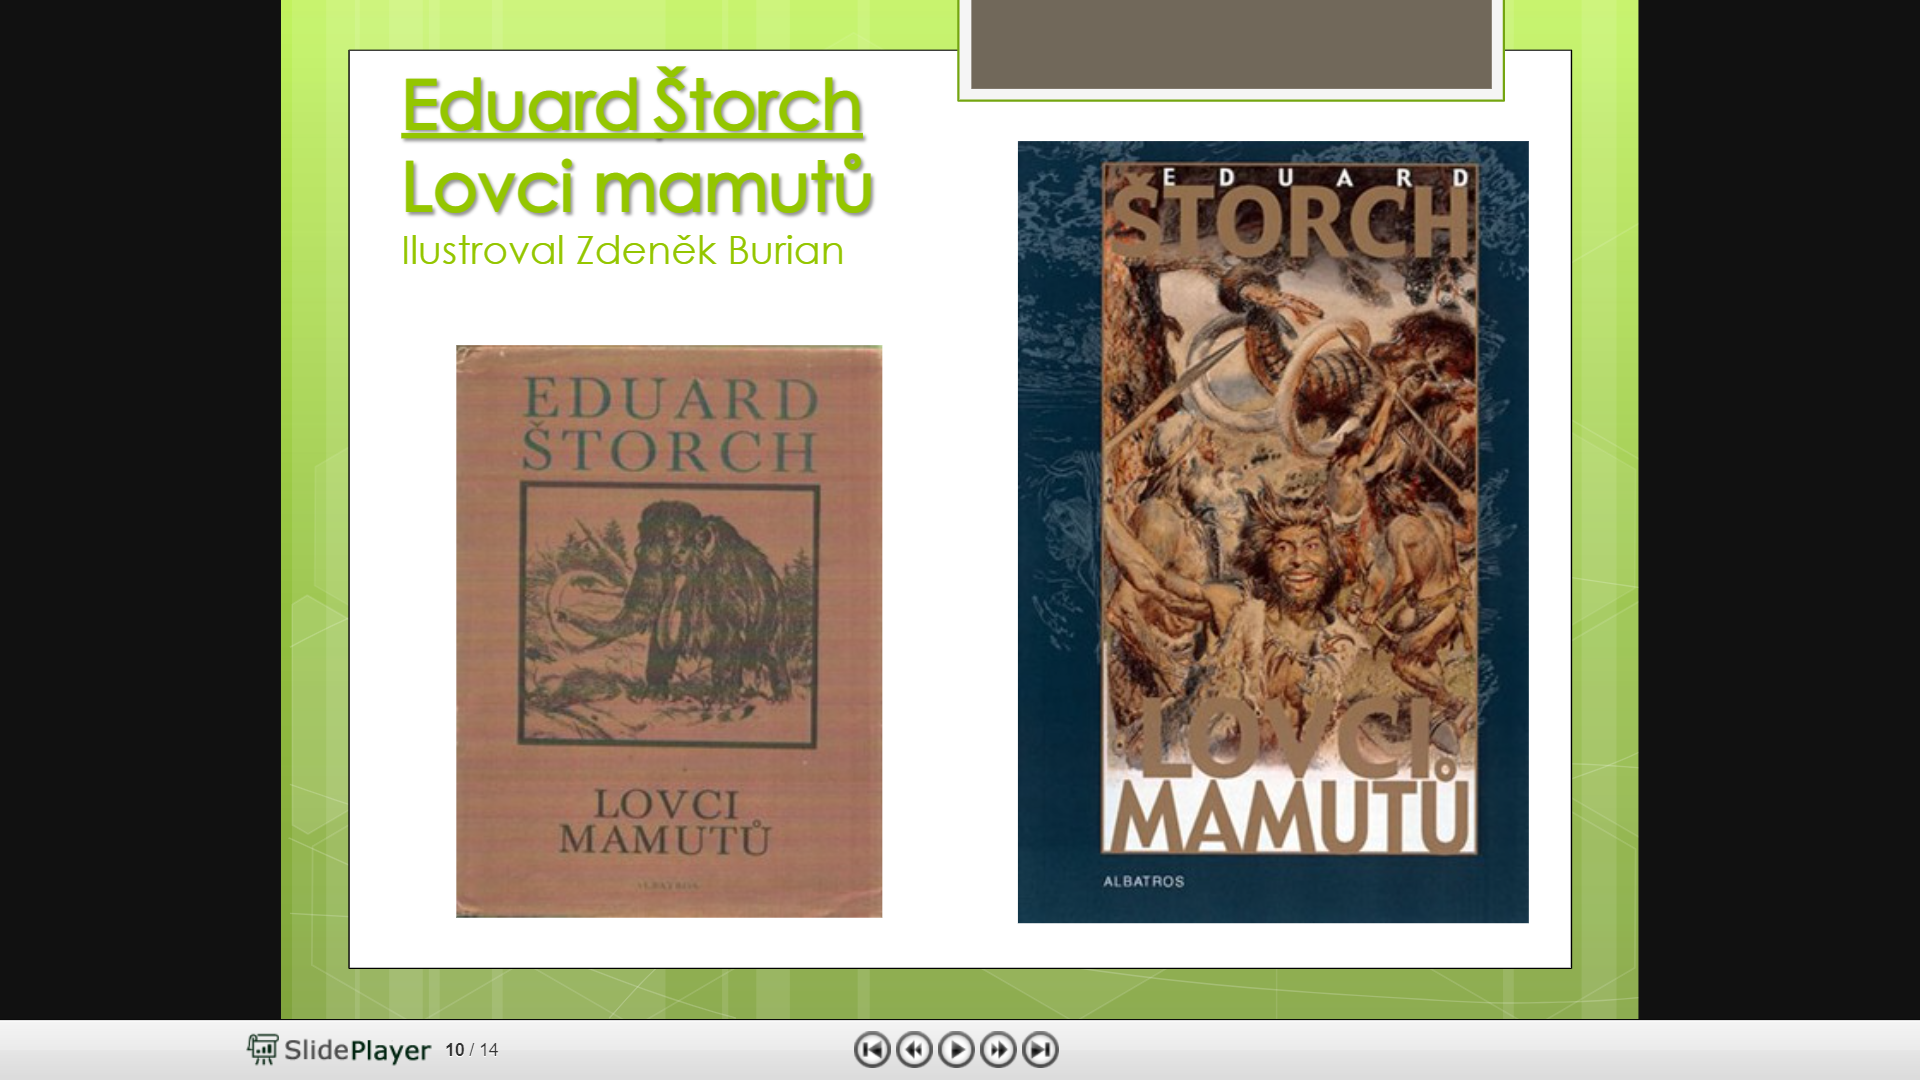 Eduard Štorch
Lovci mamutů
Ilustroval Zdeněk Burian
EDUARD
ŠTORCH
LOVCI
MAMUTŮ
ALBATROS
EDUARD
ŠTORCH
LOVCI
MAMUTŮ
ALBATROS
SlidePlayer
10 / 14